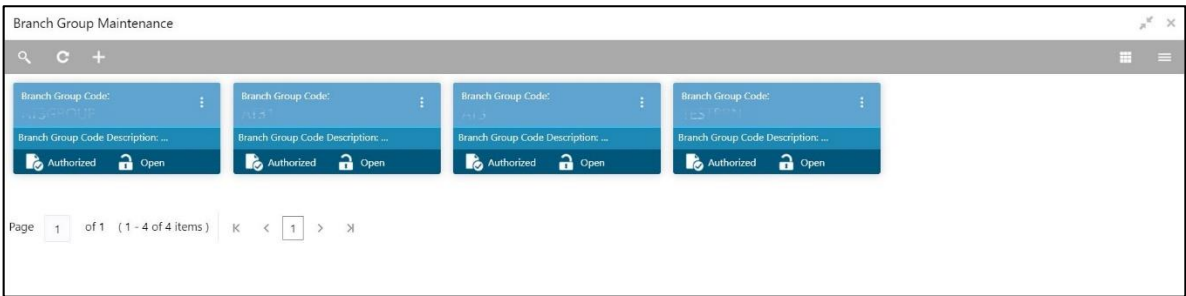 Branch Group Maintenance
Branch Group Code:
Branch Group Code Description: ...
Authorized Open
Branch Group Code:
Branch Group Code Description: ...
Authorized Open
Branch Group Code:
Branch Group Code Description: ...
Authorized Open
Branch Group Code:
Branch Group Code Description: ...
Authorized Open
Page 1 of 1 (1 - 4 of 4 items) K < 1 > >|